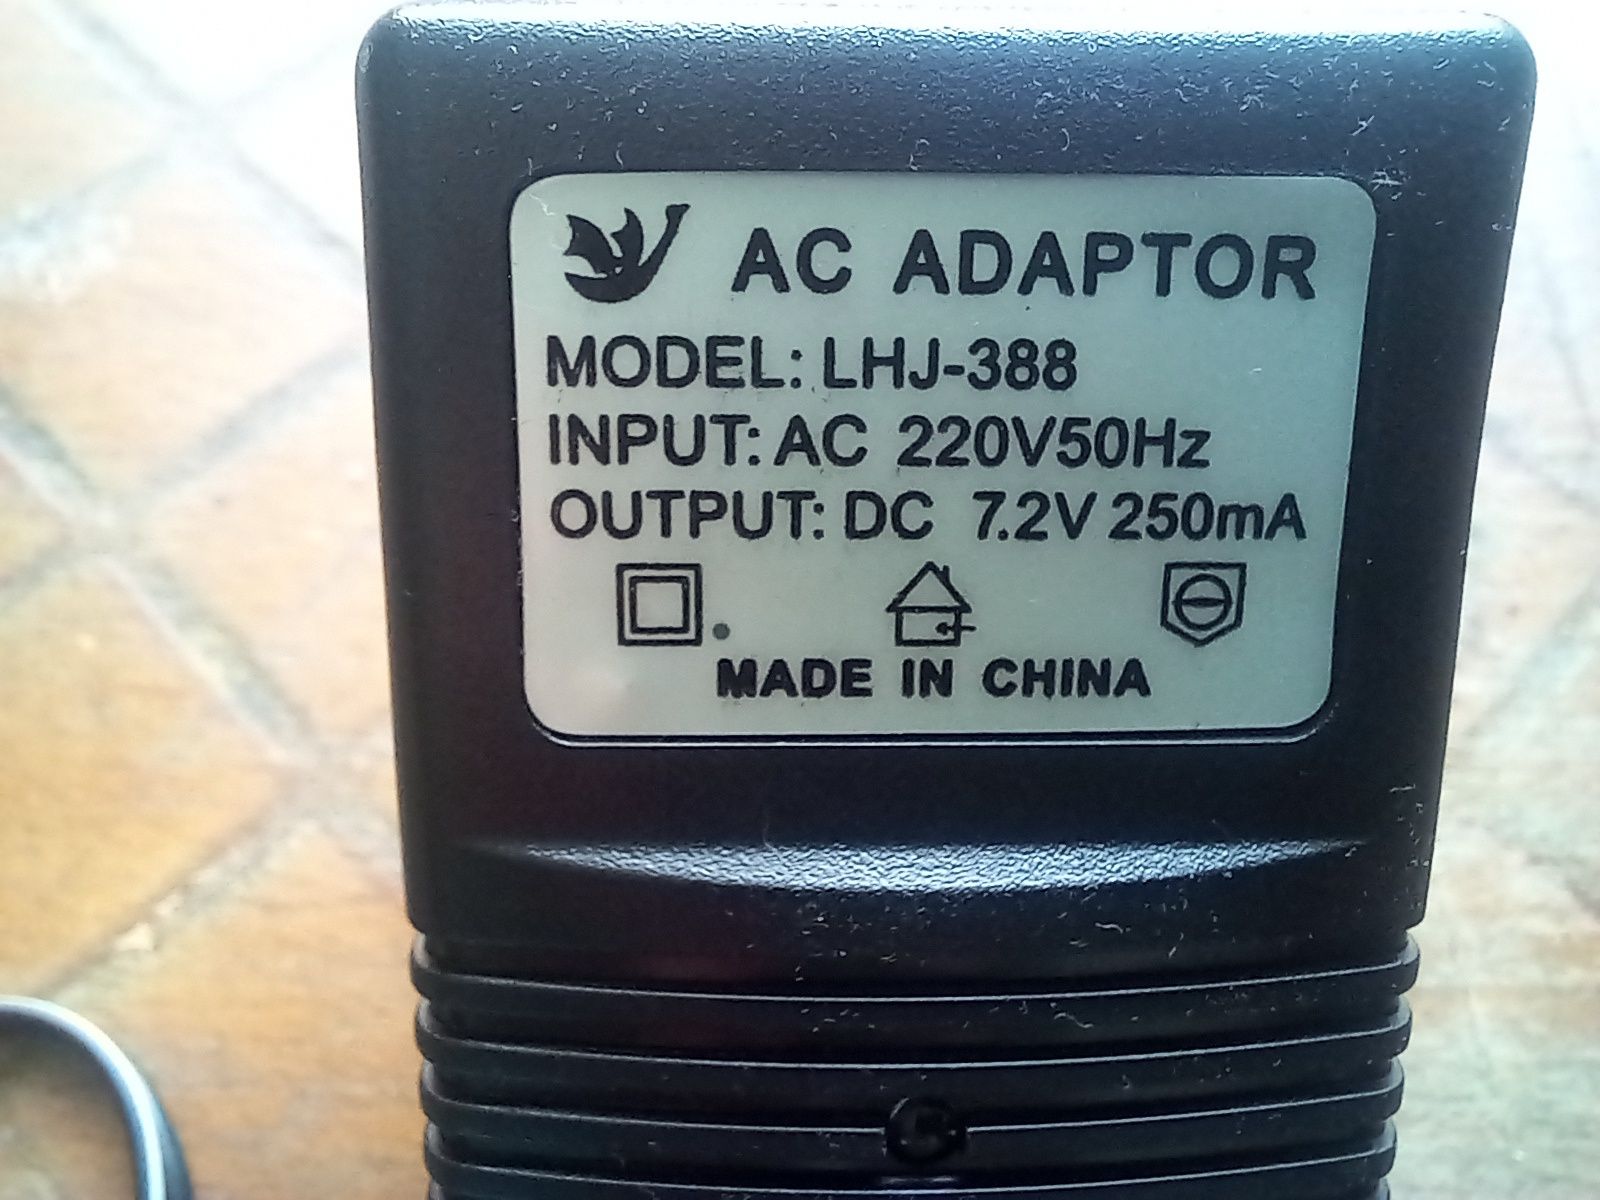 AC ADAPTOR
MODEL: LHJ-388
INPUT: AC 220V50Hz
OUTPUT: DC 7.2V 250mA
MADE IN CHINA